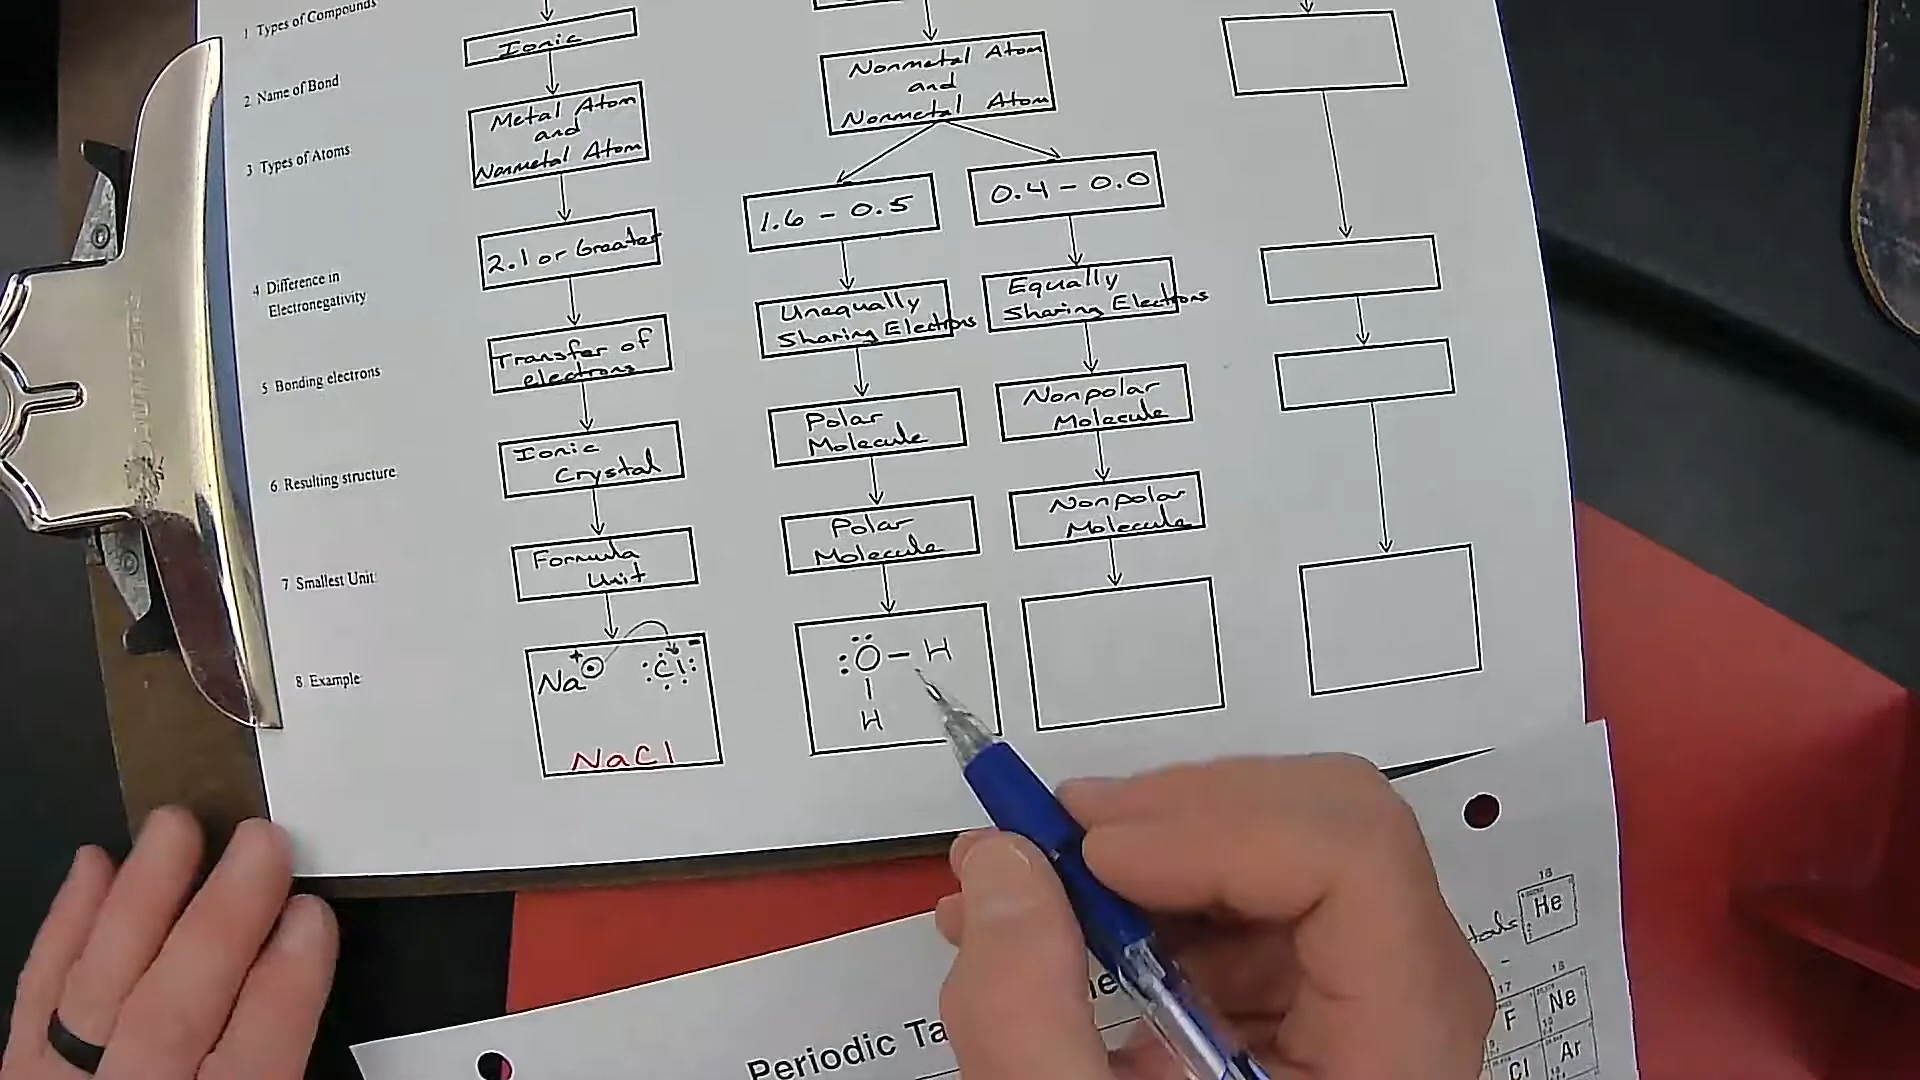 1 Types of Compounds
2 Name of Bond
3 Types of Atoms
4 Difference in
Electronegativity
5 Bonding electrons
6 Resulting structure
7 Smallest Unit
8 Example
Ionic
Metal Atom
and
Nonmetal Atom
2.1 or Greater
Transfer of
electrons
Ionic
Crystal
Formula
Unit
Na + Cl -
NaCl
Nonmetal Atom
and
Nonmetal Atom
1.6 - 0.5
Unequally
Sharing Electrons
Polar
Molecule
Polar
Molecule
O - H
H
0.4 - 0.0
Equally
Sharing Electrons
Nonpolar
Molecule
Nonpolar
Molecule
Periodic Ta
18
He
17
18
F
Ne
Cl
Ar